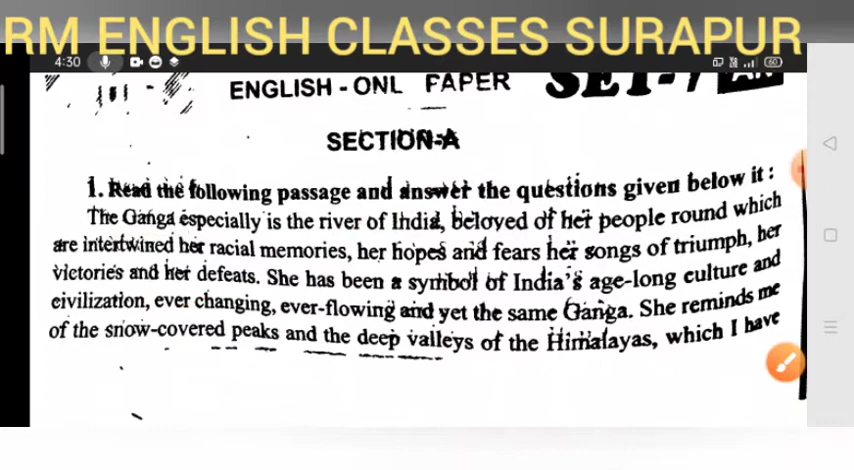 RM ENGLISH CLASSES SURAPUR
4:30
60
ENGLISH - ONL FAPER SET-7
SECTION-A
1. Read the following passage and answer the questions given below it :
The Ganga especially is the river of India, beloved of her people round which
are intertwined her racial memories, her hopes and fears her songs of triumph, her
victories and her defeats. She has been a symbol of India's age-long culture and
civilization, ever changing, ever-flowing and yet the same Ganga. She reminds me
of the snow-covered peaks and the deep valleys of the Himalayas, which I have